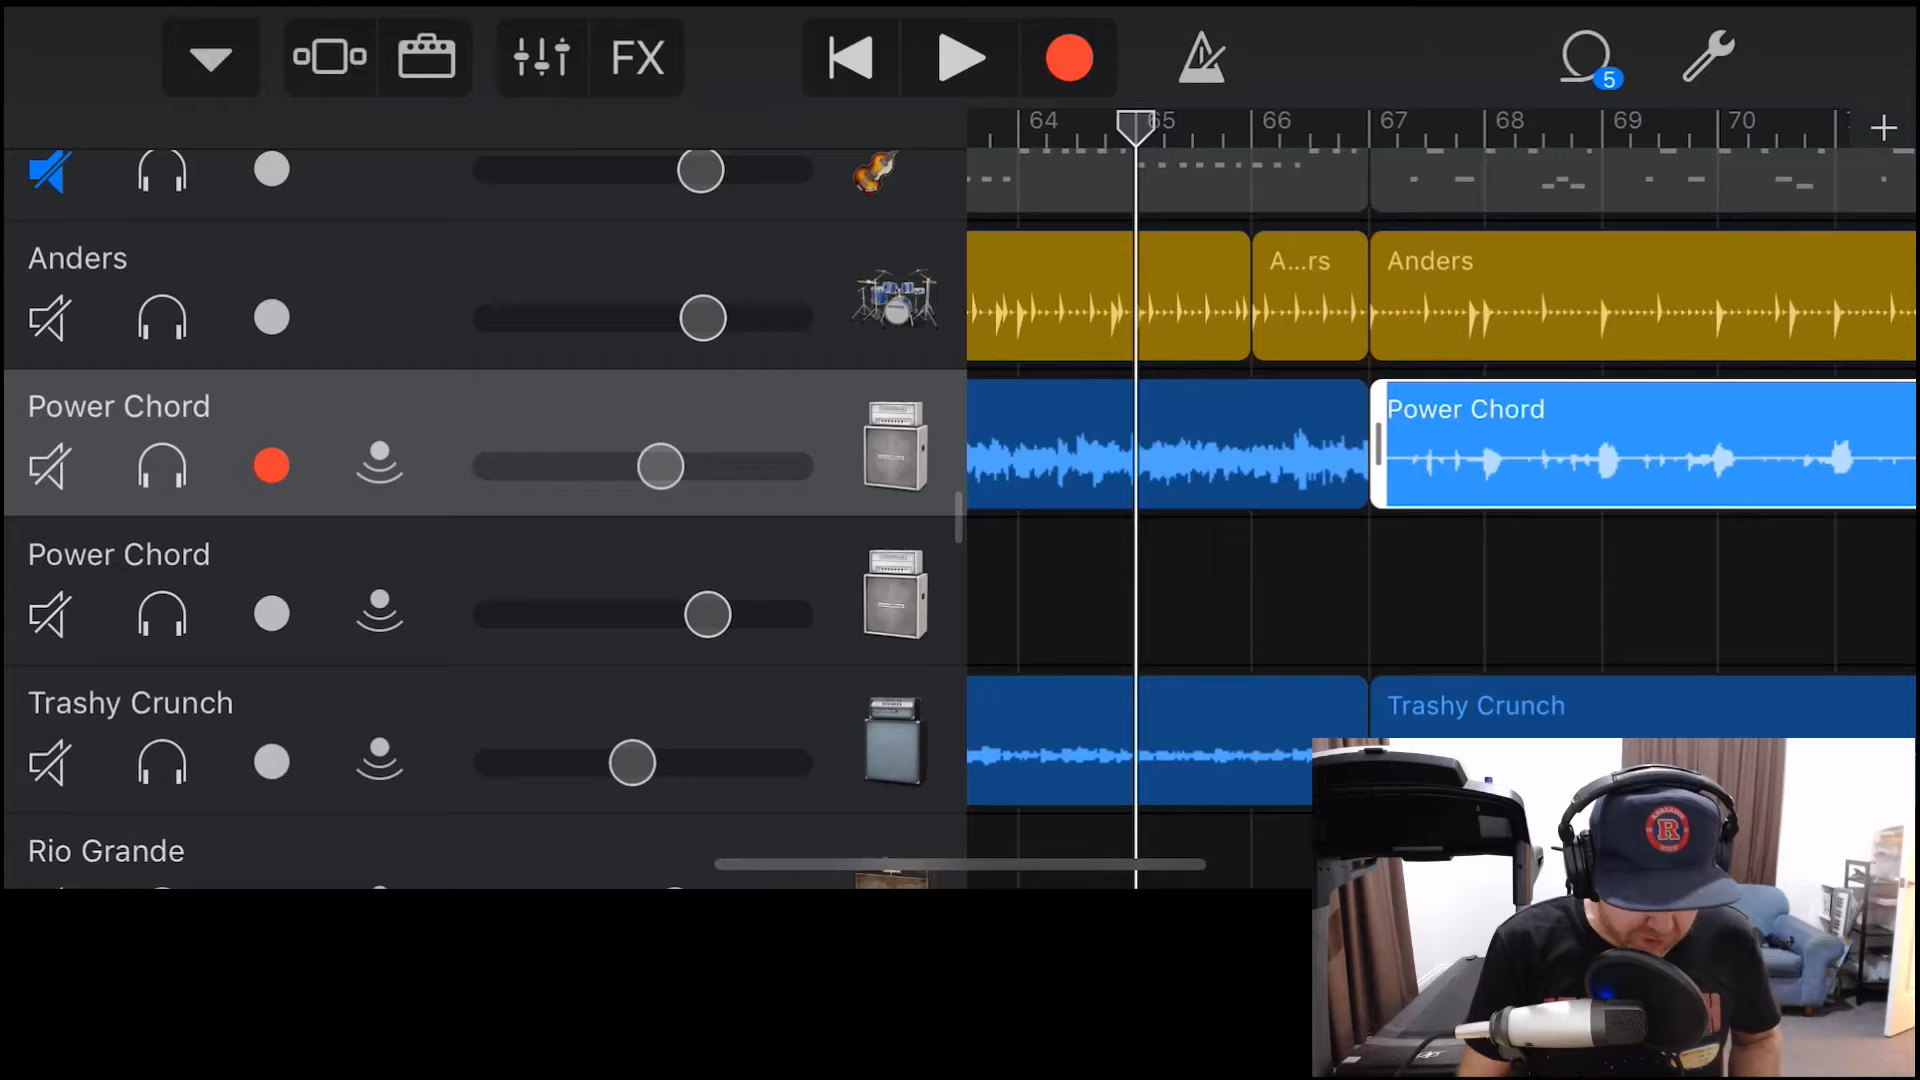 FX
5
64 65 66 67 68 69 70
Anders
A...rs
Anders
Power Chord
Power Chord
Power Chord
Trashy Crunch
Trashy Crunch
Rio Grande
R